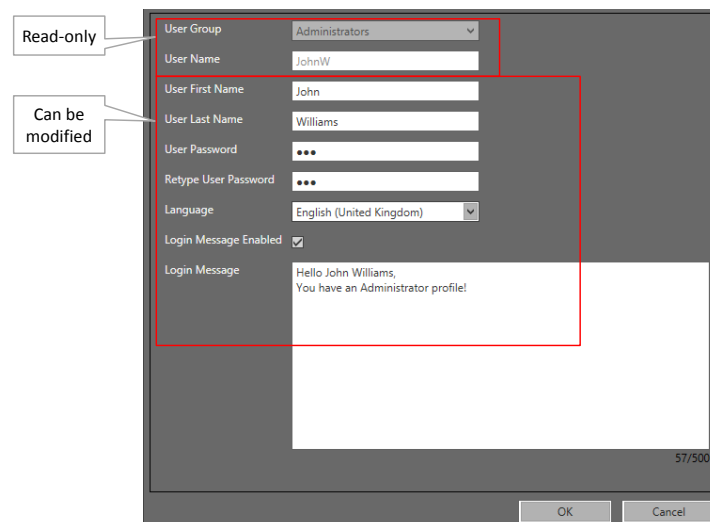 Read-only
Can be
modified
User Group
Administrators
User Name
JohnW
User First Name
John
User Last Name
Williams
User Password
●●●
Retype User Password
●●●
Language
English (United Kingdom)
Login Message Enabled
Login Message
Hello John Williams,
You have an Administrator profile!
57/500
OK
Cancel